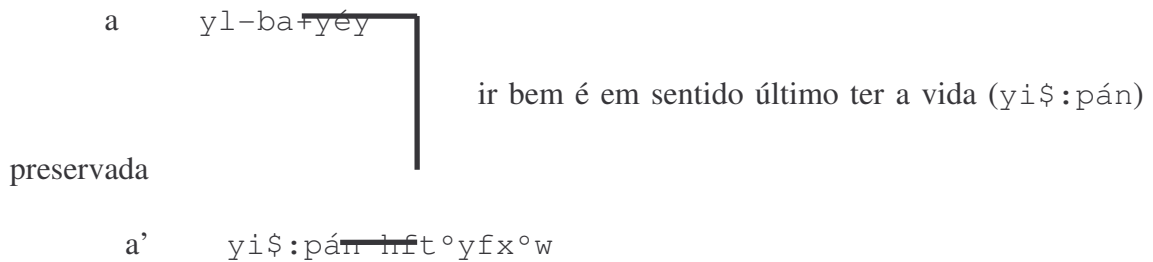 a yl-ba+yéy
ir bem é em sentido último ter a vida (yi$:pán)
preservada
a’ yi$:pán hft°yfx°w